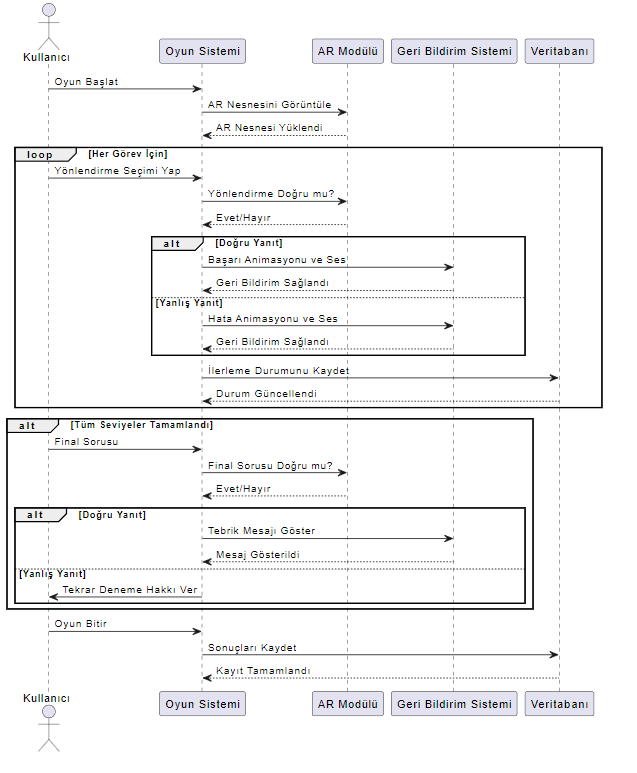 Kullanıcı
Oyun Sistemi
AR Modülü
Geri Bildirim Sistemi
Veritabanı
Oyun Başlat
AR Nesnesini Görüntüle
AR Nesnesi Yüklendi
loop [Her Görev İçin]
Yönlendirme Seçimi Yap
Yönlendirme Doğru mu?
Evet/Hayır
alt [Doğru Yanıt]
Başarı Animasyonu ve Ses
Geri Bildirim Sağlandı
[Yanlış Yanıt]
Hata Animasyonu ve Ses
Geri Bildirim Sağlandı
İlerleme Durumunu Kaydet
Durum Güncellendi
alt [Tüm Seviyeler Tamamlandı]
Final Sorusu
Final Sorusu Doğru mu?
Evet/Hayır
alt [Doğru Yanıt]
Tebrik Mesajı Göster
Mesaj Gösterildi
[Yanlış Yanıt]
Tekrar Deneme Hakkı Ver
Oyun Bitir
Sonuçları Kaydet
Kayıt Tamamlandı
Kullanıcı
Oyun Sistemi
AR Modülü
Geri Bildirim Sistemi
Veritabanı